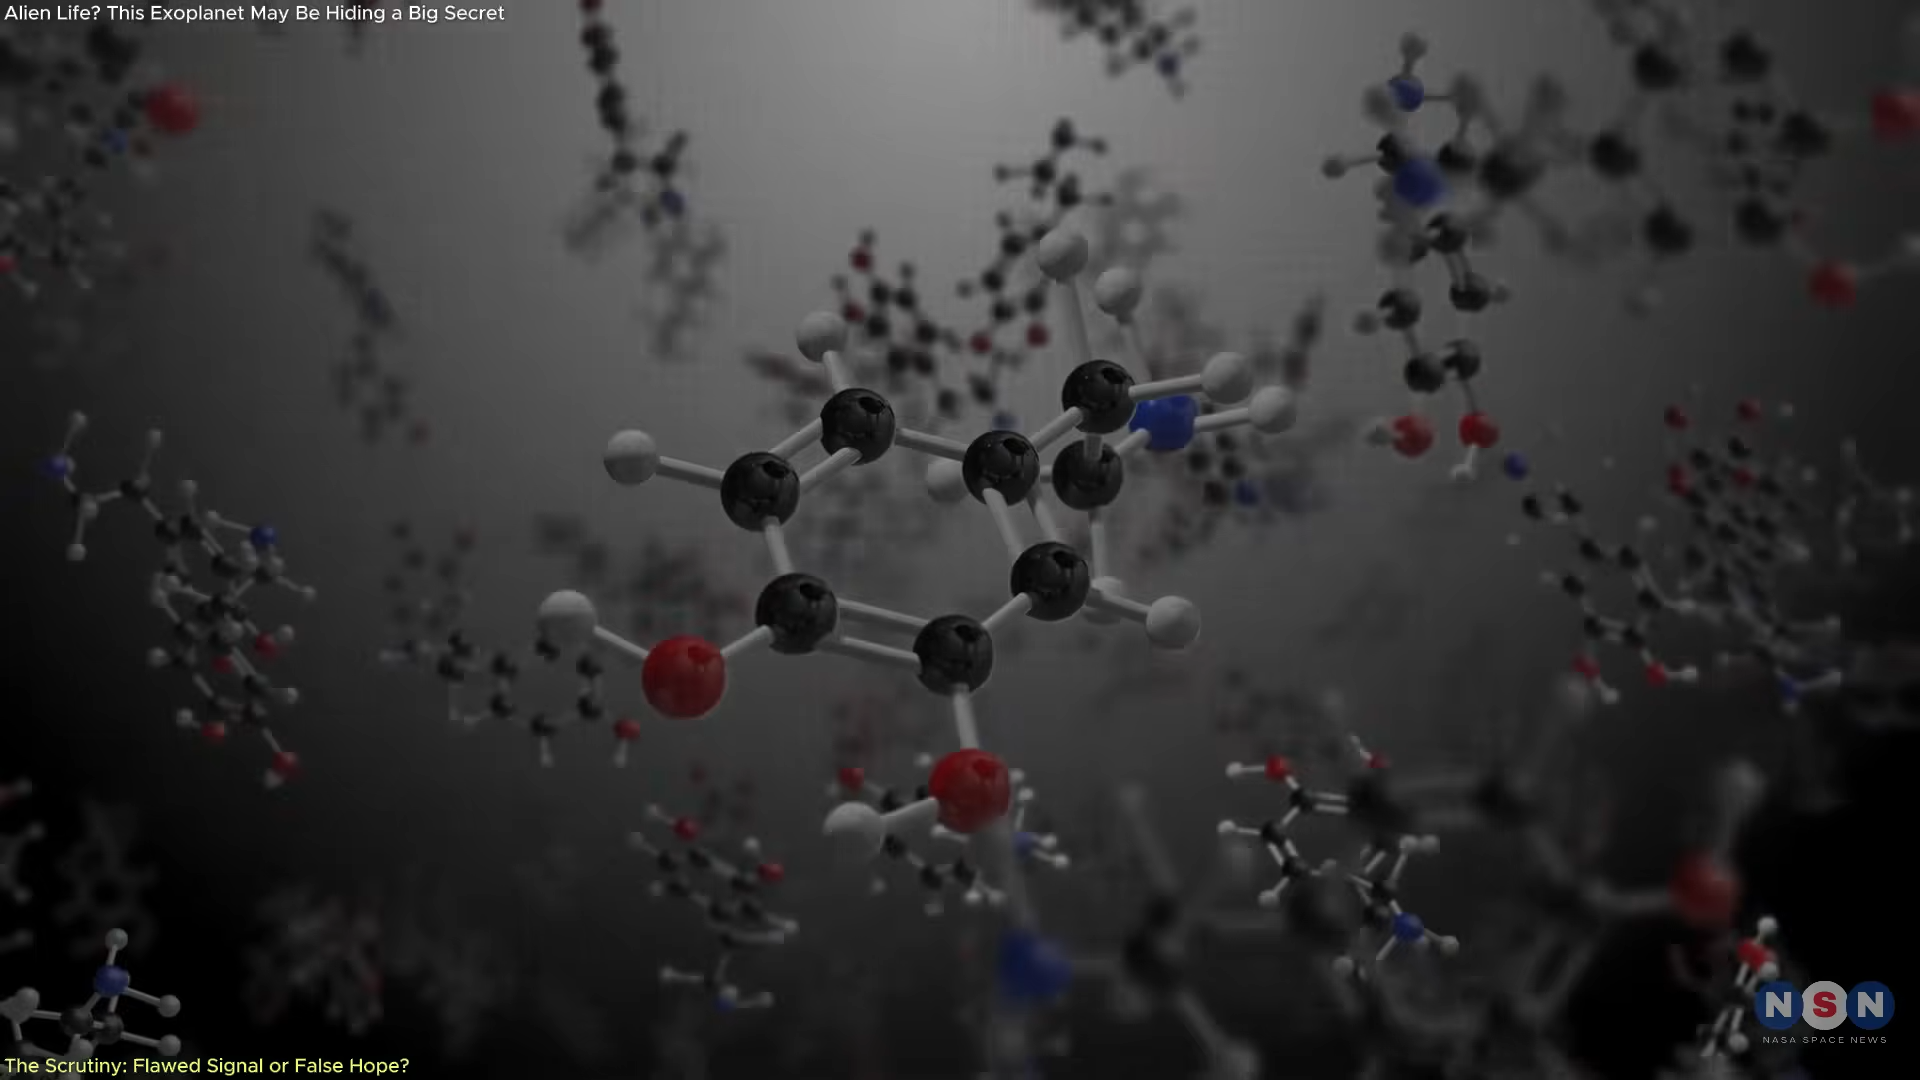 Alien Life? This Exoplanet May Be Hiding a Big Secret
NSN
NASA SPACE NEWS
The Scrutiny: Flawed Signal or False Hope?